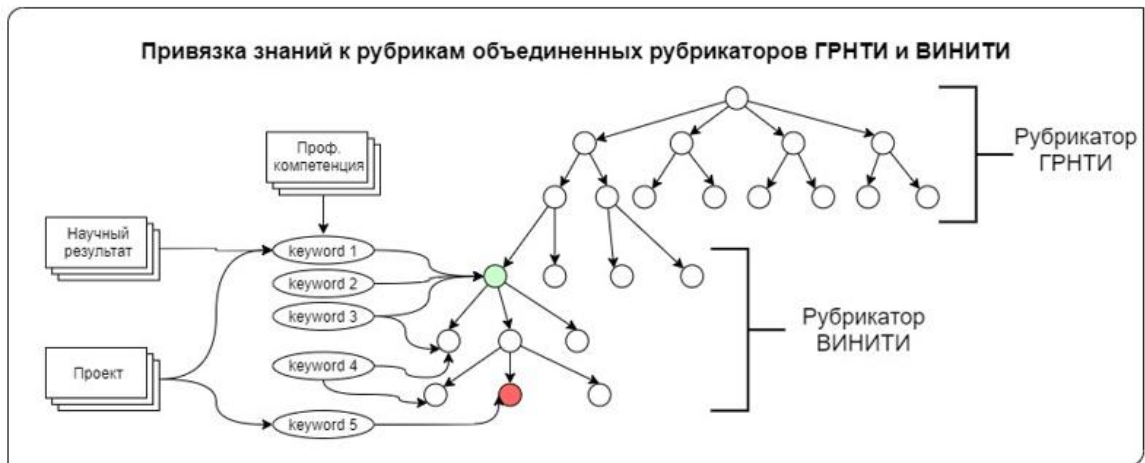 Привязка знаний к рубрикам объединенных рубрикаторов ГРНТИ и ВИНИТИ
Проф.
компетенция
Рубрикатор
ГРНТИ
Научный
результат
keyword 1
keyword 2
keyword 3
Рубрикатор
ВИНИТИ
Проект
keyword 4
keyword 5